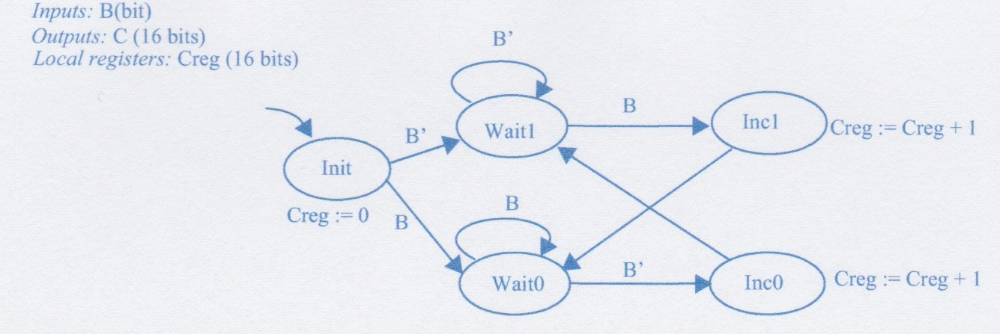 Inputs: B(bit)
Outputs: C (16 bits)
Local registers: Creg (16 bits)
B’
B
Wait1
Inc1
Creg := Creg + 1
B’
Init
Creg := 0
B
B
Wait0
B’
Inc0
Creg := Creg + 1